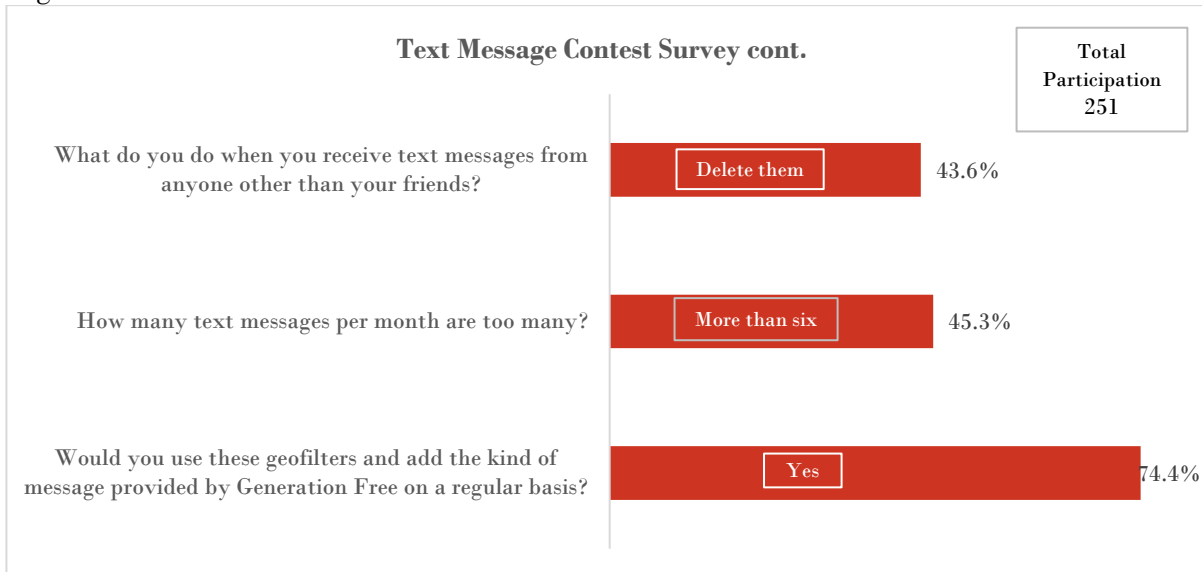 Text Message Contest Survey cont.
Total
Participation
251
What do you do when you receive text messages from
anyone other than your friends?
Delete them
43.6%
How many text messages per month are too many?
More than six
45.3%
Would you use these geofilters and add the kind of
message provided by Generation Free on a regular basis?
Yes
74.4%